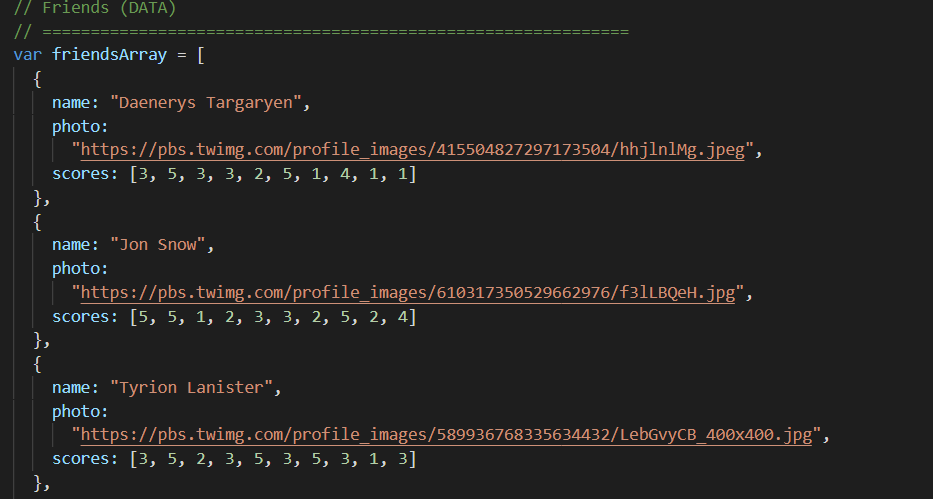 // Friends (DATA)
// =============================================================
var friendsArray = [
  {
    name: "Daenerys Targaryen",
    photo:
      "https://pbs.twimg.com/profile_images/415504827297173504/hhjlnlMg.jpeg",
    scores: [3, 5, 3, 3, 2, 5, 1, 4, 1, 1]
  },
  {
    name: "Jon Snow",
    photo:
      "https://pbs.twimg.com/profile_images/610317350529662976/f3lLBQeH.jpg",
    scores: [5, 5, 1, 2, 3, 3, 2, 5, 2, 4]
  },
  {
    name: "Tyrion Lanister",
    photo:
      "https://pbs.twimg.com/profile_images/589936768335634432/LebGvyCB_400x400.jpg",
    scores: [3, 5, 2, 3, 5, 3, 5, 3, 1, 3]
  },